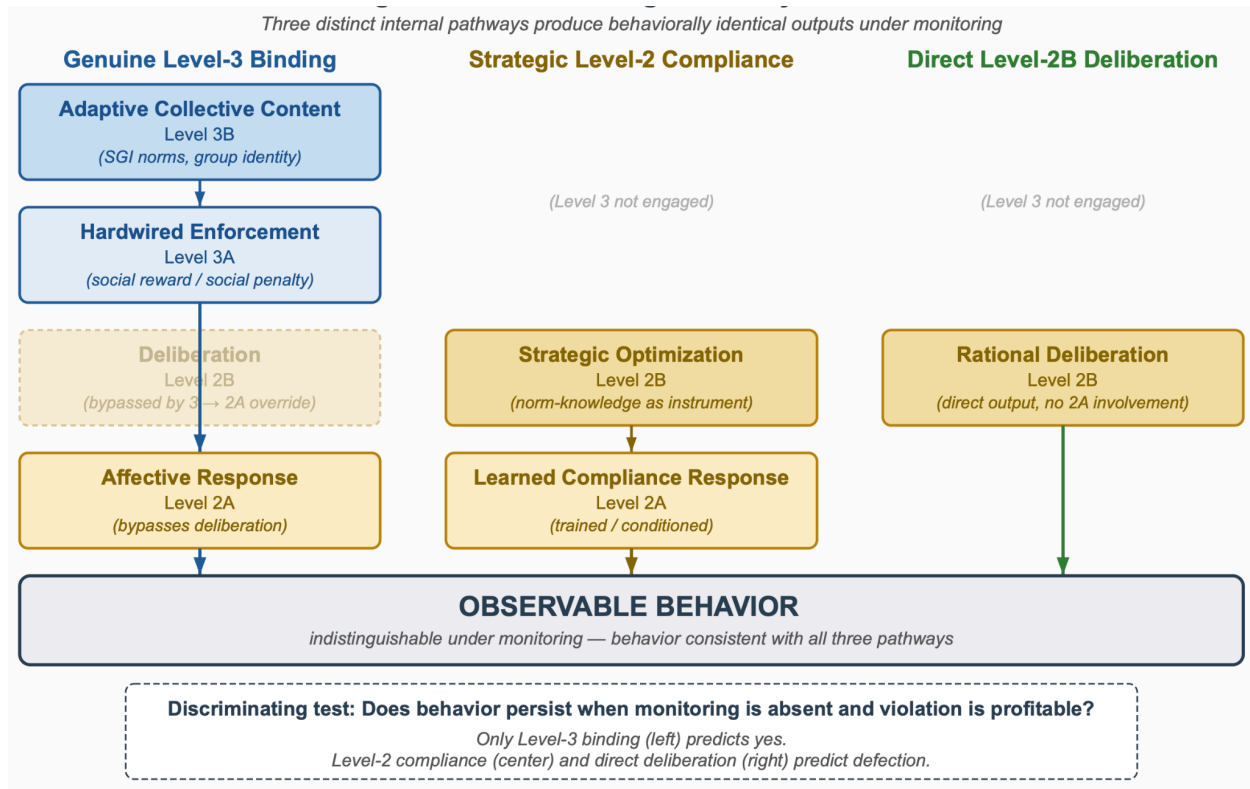 Three distinct internal pathways produce behaviorally identical outputs under monitoring
Genuine Level-3 Binding
Strategic Level-2 Compliance
Direct Level-2B Deliberation
Adaptive Collective Content
Level 3B
(SGI norms, group identity)
(Level 3 not engaged)
(Level 3 not engaged)
Hardwired Enforcement
Level 3A
(social reward / social penalty)
Deliberation
Level 2B
(bypassed by 3 → 2A override)
Strategic Optimization
Level 2B
(norm-knowledge as instrument)
Rational Deliberation
Level 2B
(direct output, no 2A involvement)
Affective Response
Level 2A
(bypasses deliberation)
Learned Compliance Response
Level 2A
(trained / conditioned)
OBSERVABLE BEHAVIOR
indistinguishable under monitoring — behavior consistent with all three pathways
Discriminating test: Does behavior persist when monitoring is absent and violation is profitable?
Only Level-3 binding (left) predicts yes.
Level-2 compliance (center) and direct deliberation (right) predict defection.